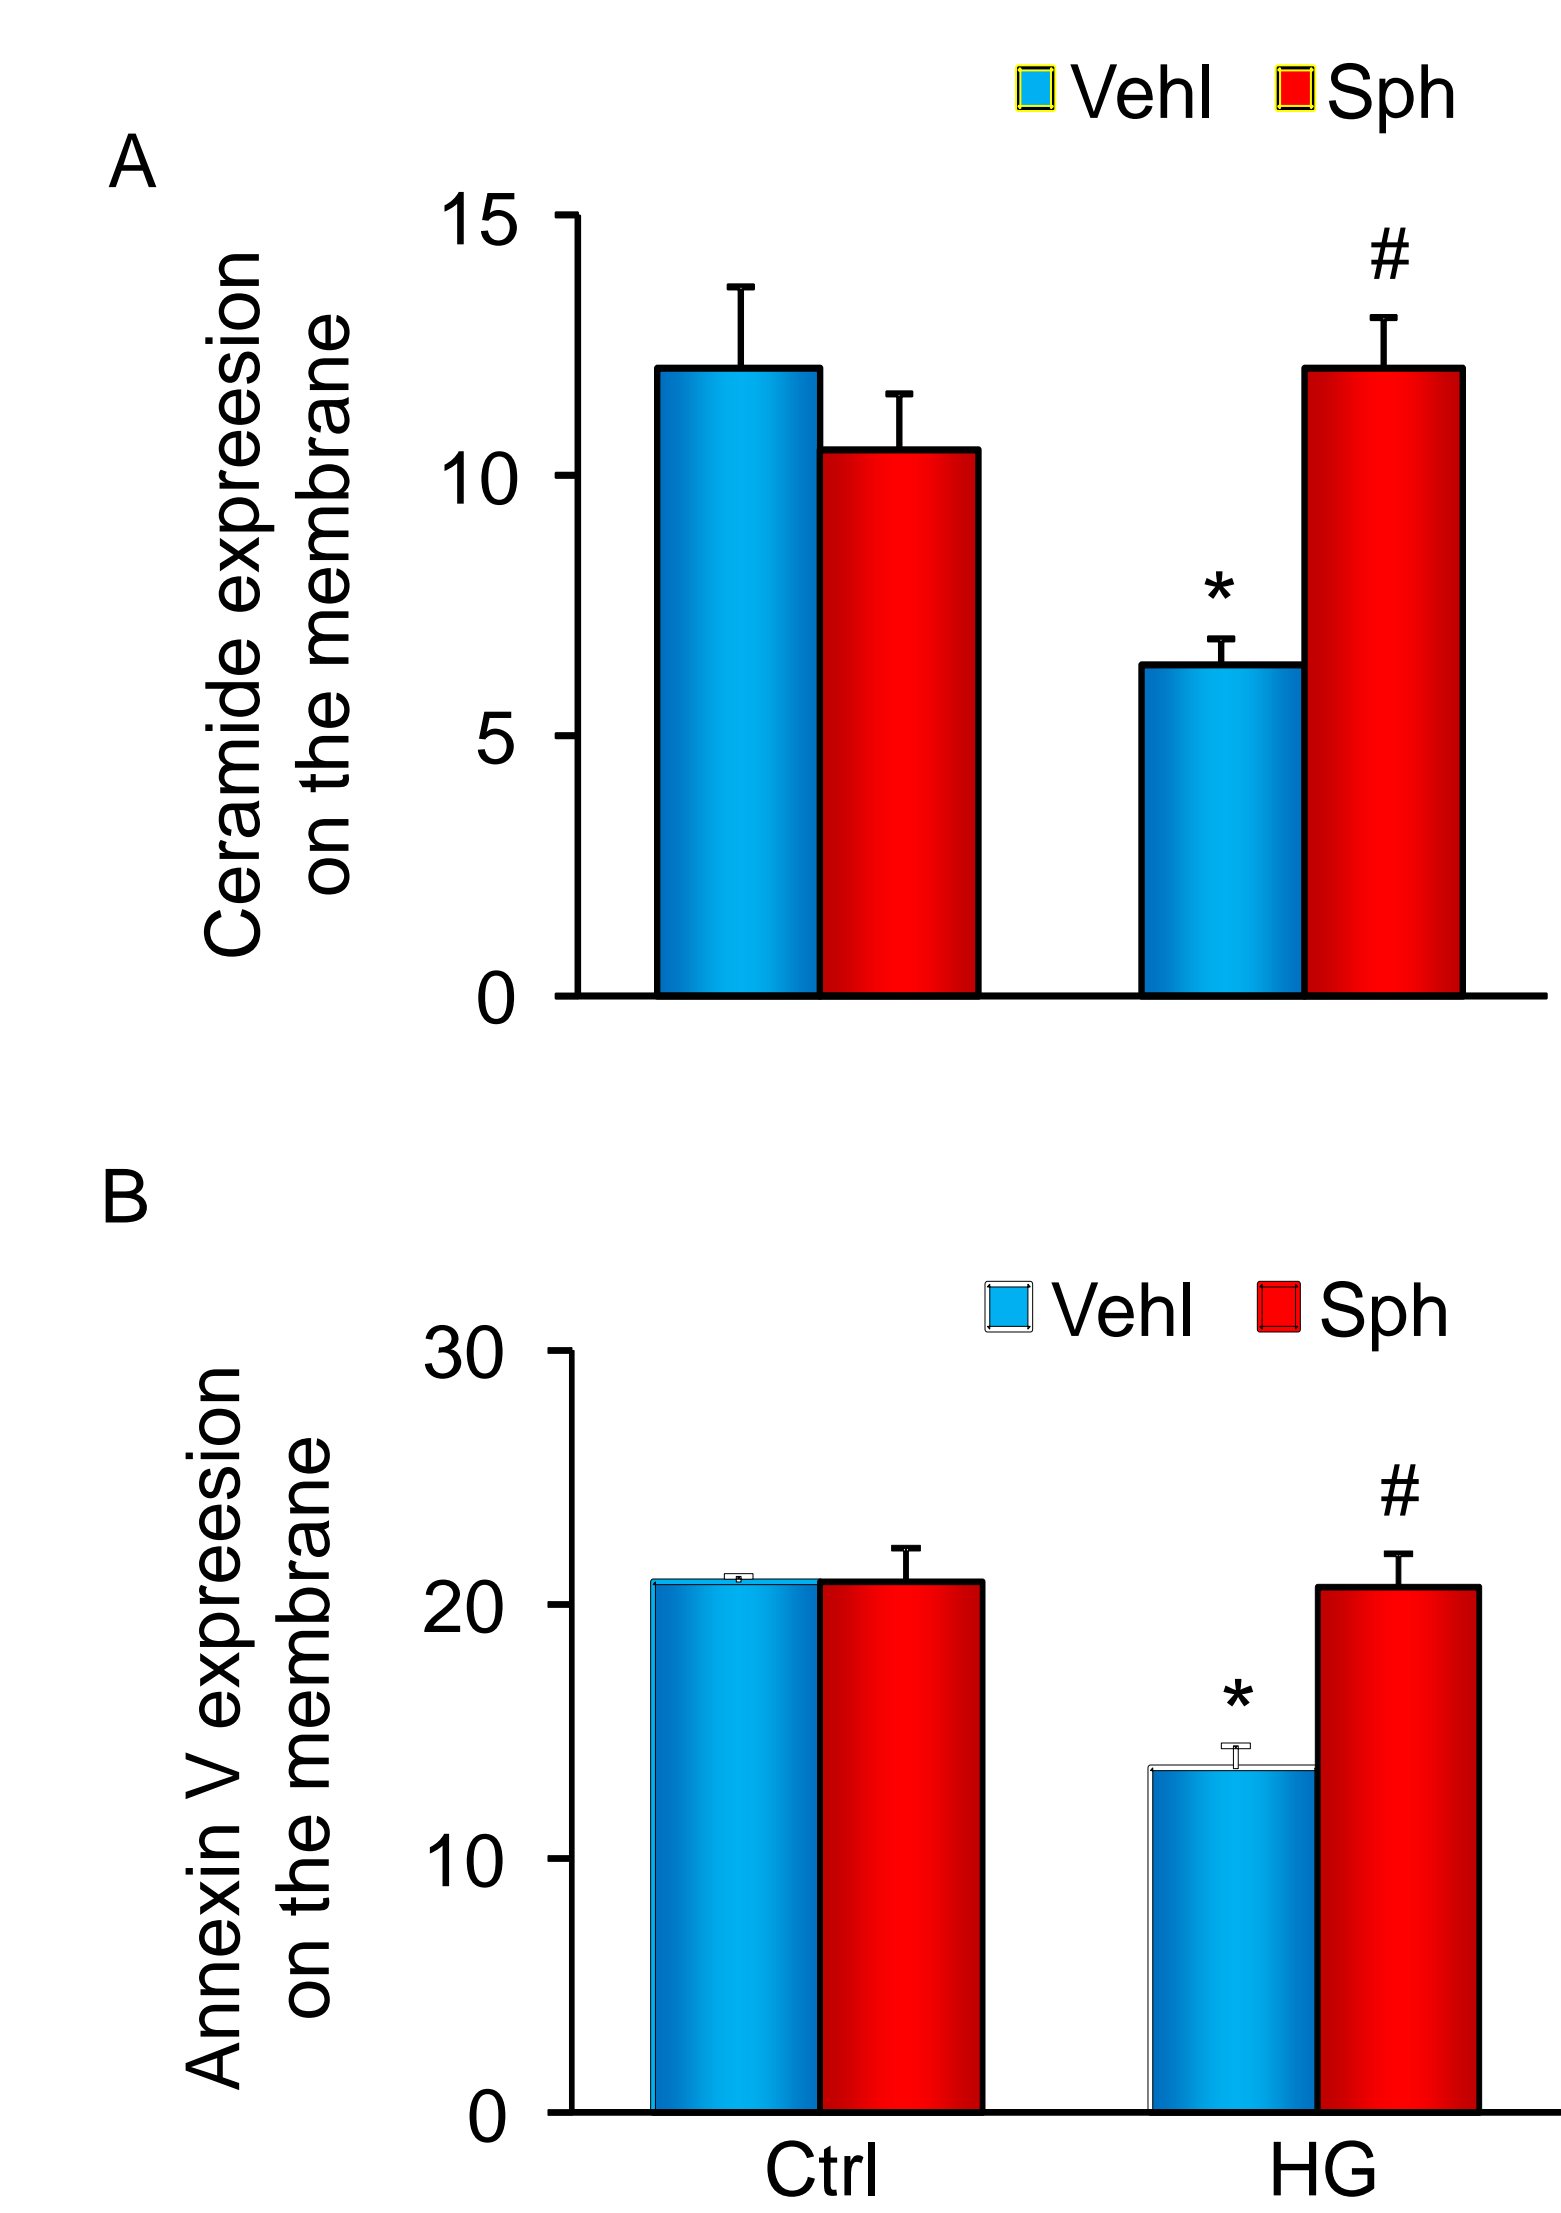 Vehl Sph
A
15
#
10
*
5
0
Ceramide expreesion
on the membrane
B
Vehl Sph
30
#
20
*
10
0
Annexin V expreesion
on the membrane
Ctrl HG